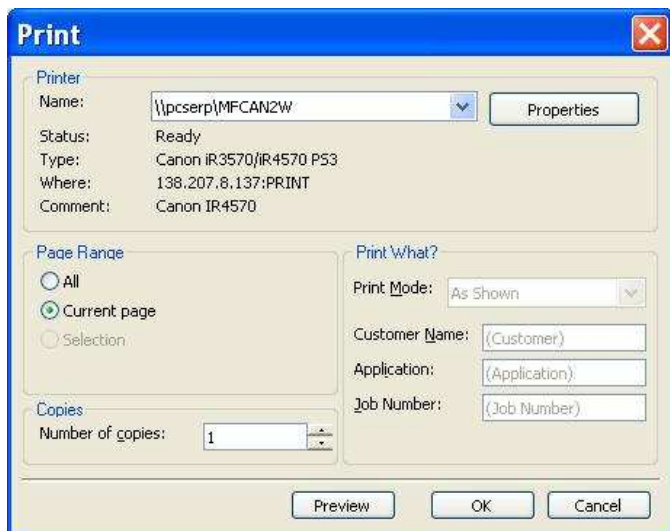 Print
Printer
Name: \\pcserp\MFCAN2W Properties
Status: Ready
Type: Canon iR3570/iR4570 PS3
Where: 138.207.8.137:PRINT
Comment: Canon IR4570
Page Range
All
Current page
Selection
Print What?
Print Mode: As Shown
Customer Name: (Customer)
Application: (Application)
Job Number: (Job Number)
Copies
Number of copies: 1
Preview OK Cancel